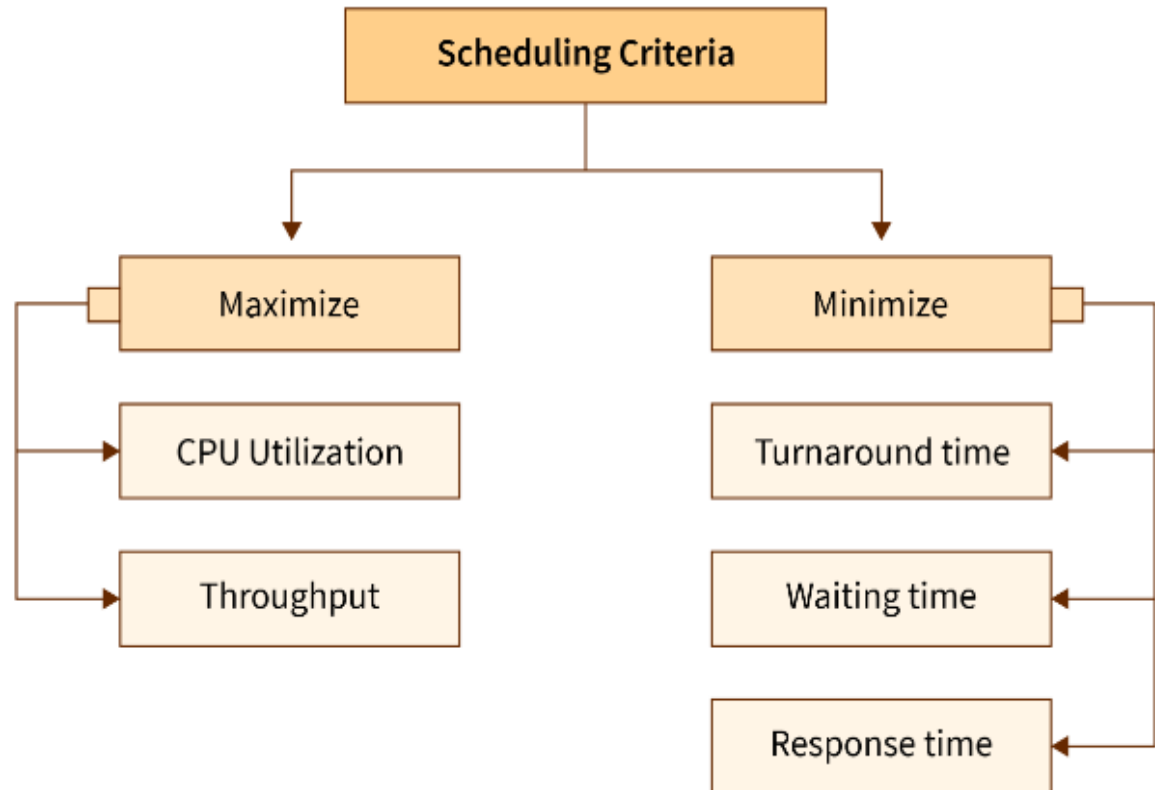 Scheduling Criteria
Maximize
Minimize
CPU Utilization
Turnaround time
Throughput
Waiting time
Response time